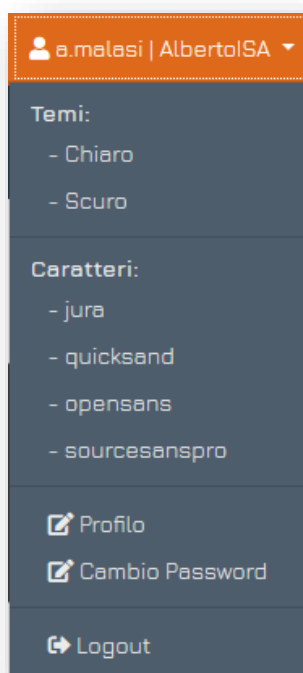 a.malasi | AlbertoISA
Temi:
- Chiaro
- Scuro
Caratteri:
- jura
- quicksand
- opensans
- sourcesanspro
Profilo
Cambio Password
Logout